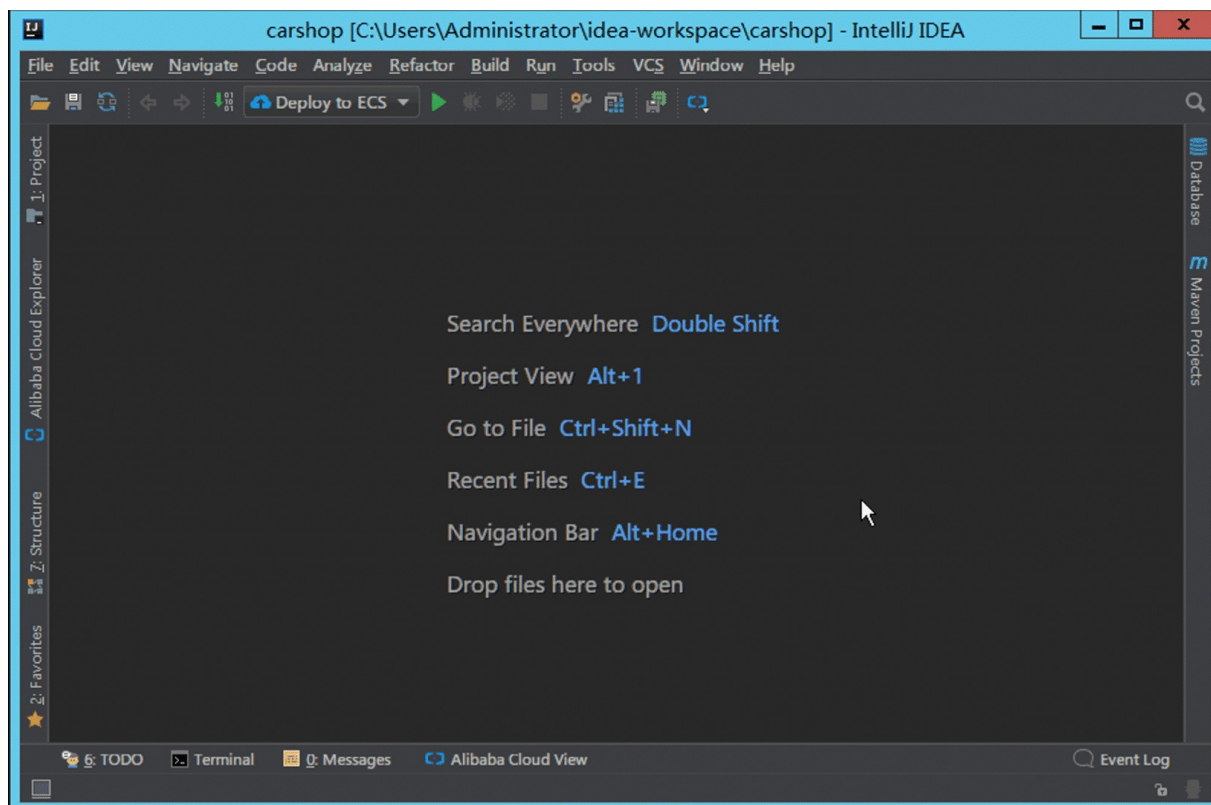 IJ
carshop [C:\Users\Administrator\idea-workspace\carshop] - IntelliJ IDEA
File Edit View Navigate Code Analyze Refactor Build Run Tools VCS Window Help
Deploy to ECS
1: Project
Alibaba Cloud Explorer
7: Structure
2: Favorites
Search Everywhere Double Shift
Project View Alt+1
Go to File Ctrl+Shift+N
Recent Files Ctrl+E
Navigation Bar Alt+Home
Drop files here to open
Database
m Maven Projects
6: TODO Terminal 0: Messages Alibaba Cloud View Event Log